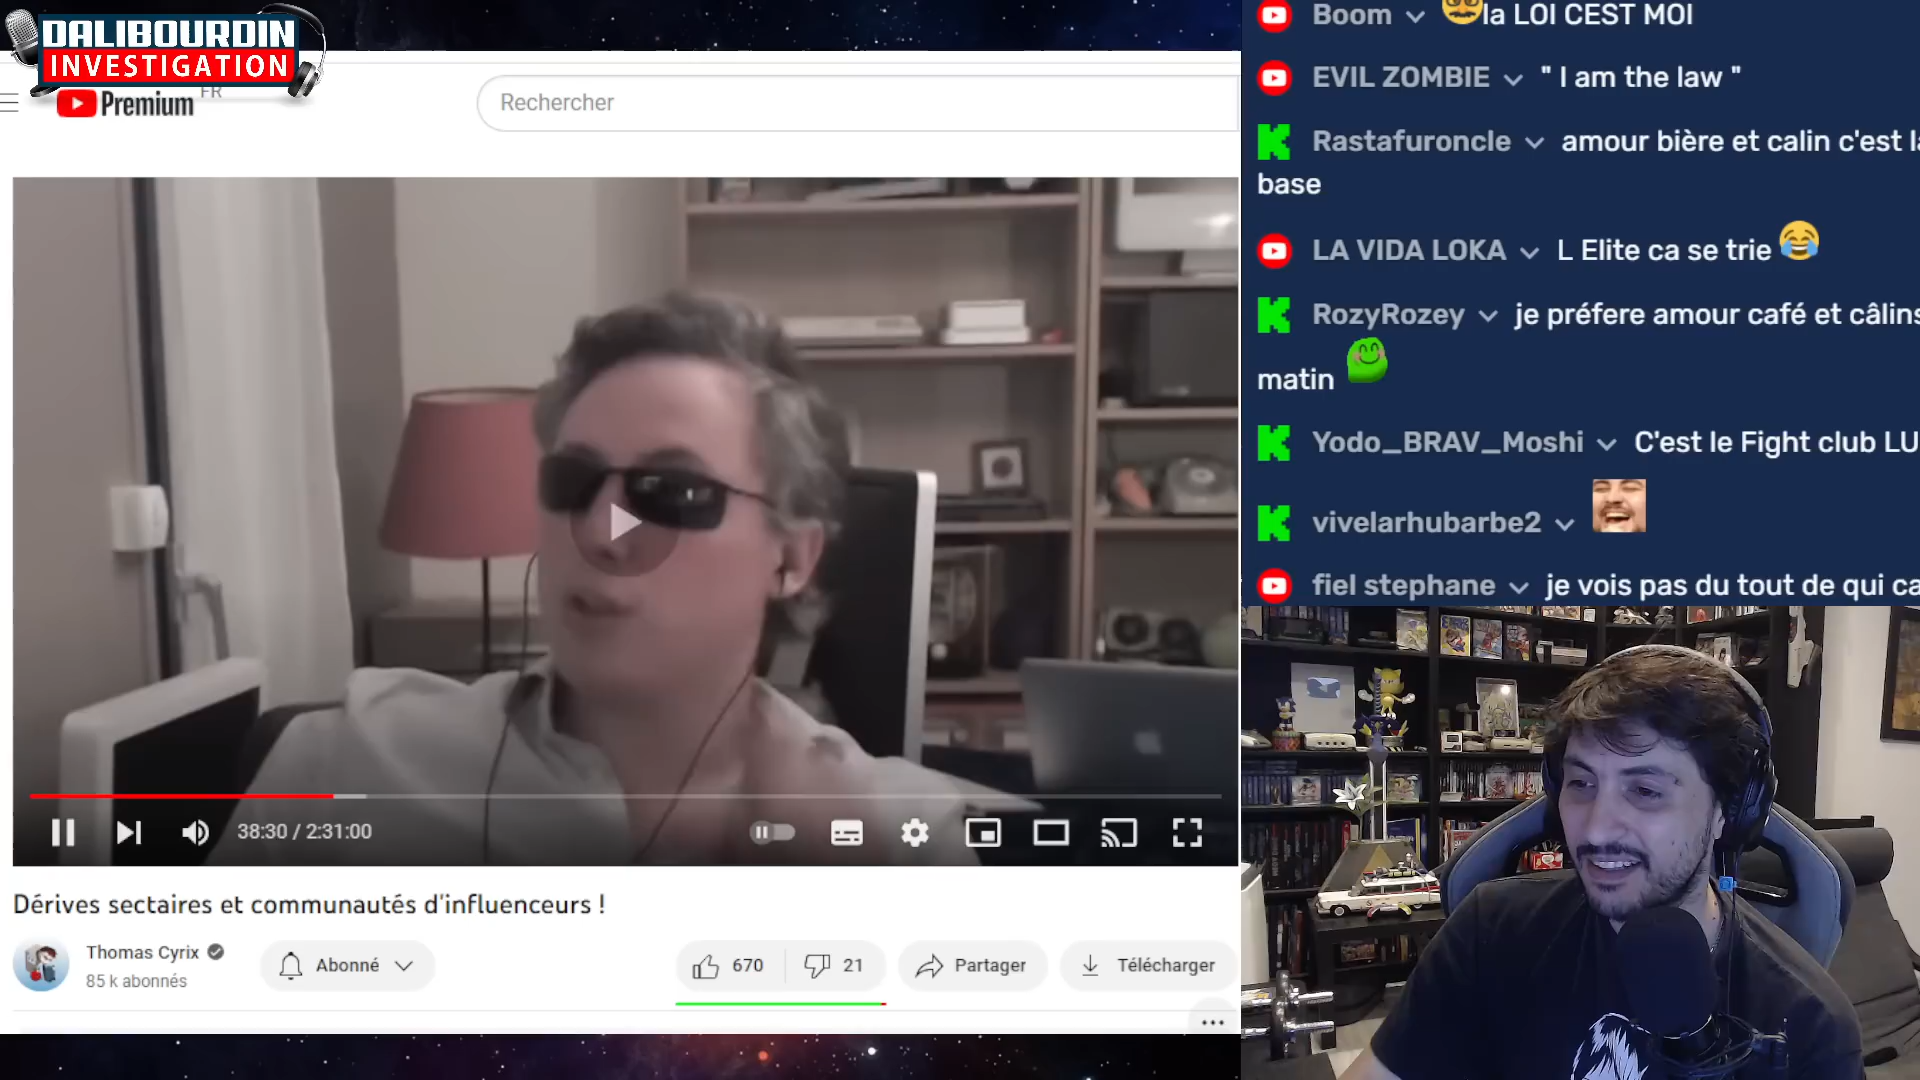 DALIBOURDIN
INVESTIGATION
Premium
FR
Rechercher
38:30 / 2:31:00
Dérives sectaires et communautés d'influenceurs !
Thomas Cyrix
85 k abonnés
Abonné
670
21
Partager
Télécharger
Boom la LOI CEST MOI
EVIL ZOMBIE " I am the law "
Rastafuroncle amour bière et calin c'est
base
LA VIDA LOKA L Elite ca se trie
RozyRozey je préfere amour café et câlins
matin
Yodo_BRAV_Moshi C'est le Fight club LU
vivelarhubarbe2
fiel stephane je vois pas du tout de qui